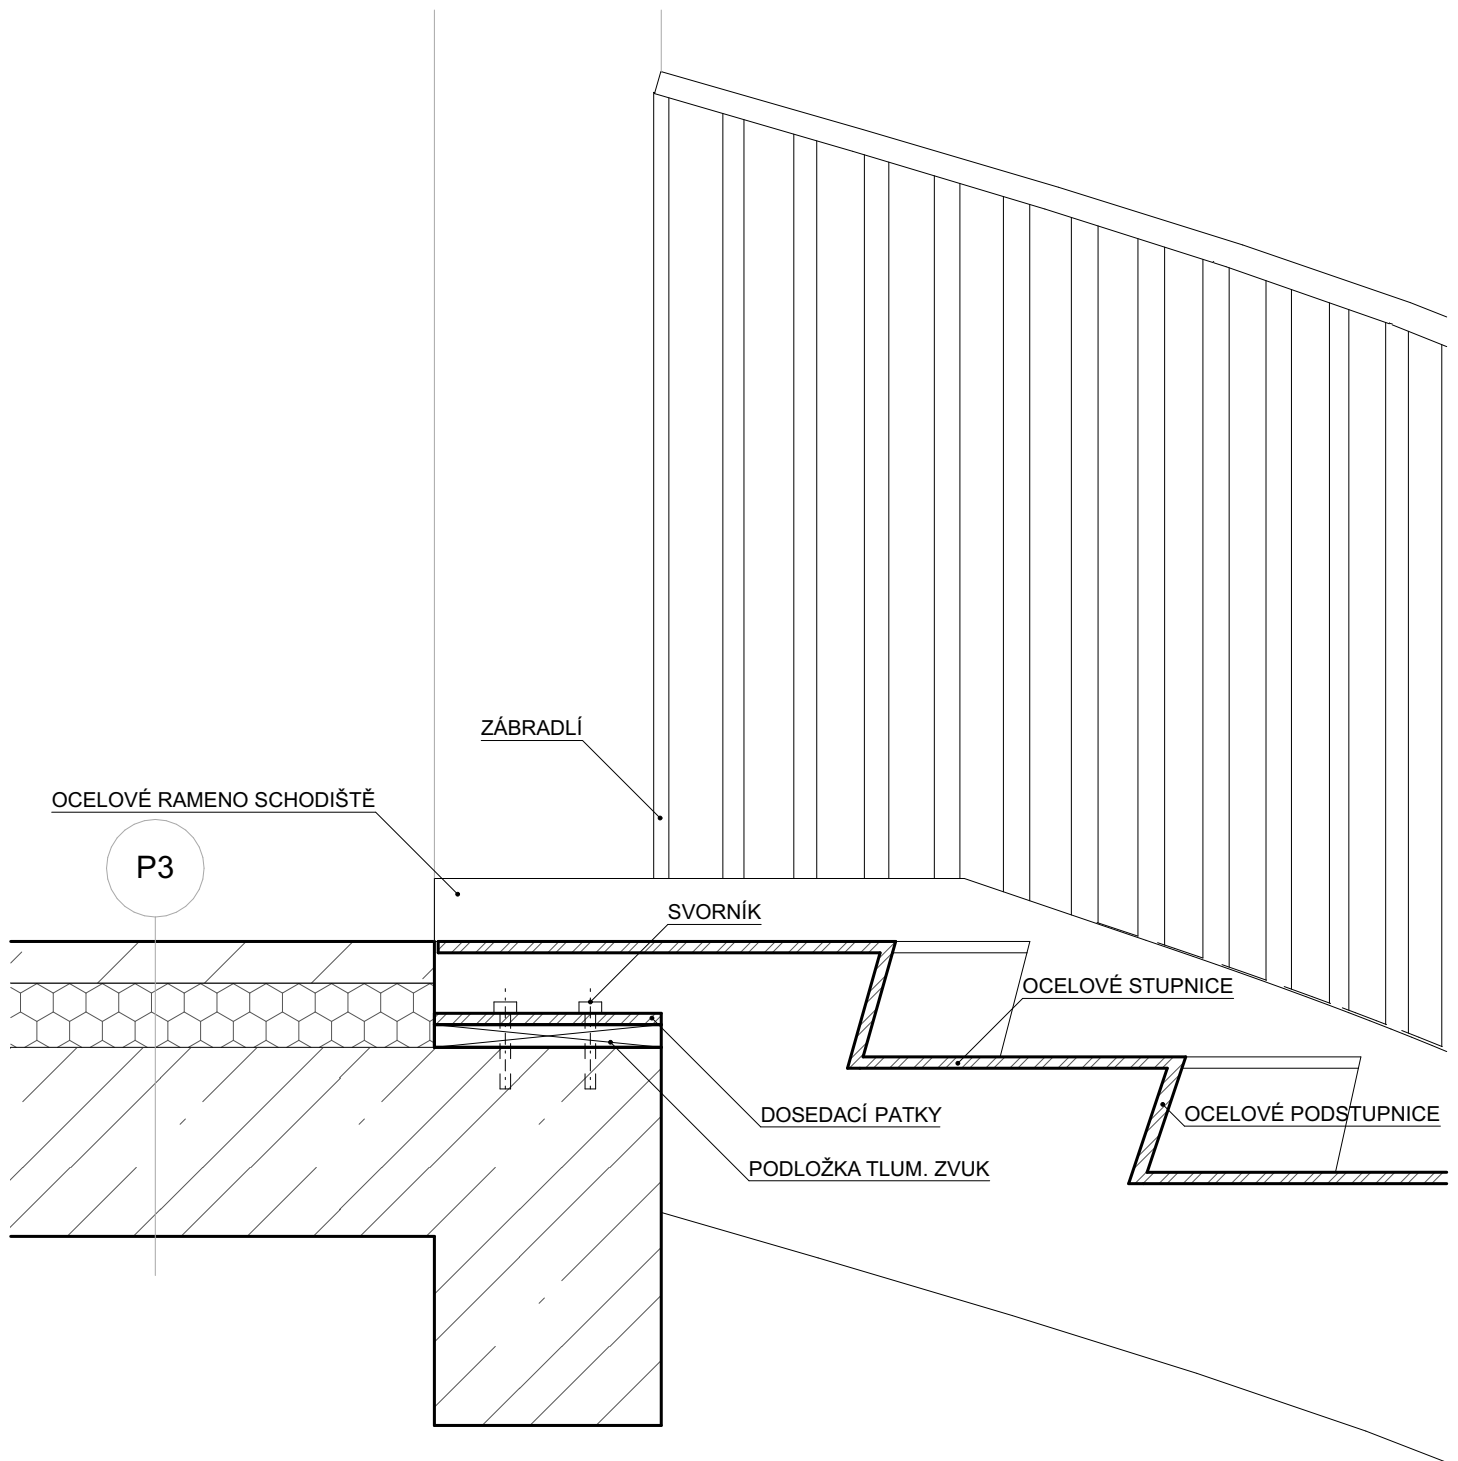 ZÁBRADLÍ
OCELOVÉ RAMENO SCHODIŠTĚ
P3
SVORNÍK
OCELOVÉ STUPNICE
DOSEDACÍ PATKY
OCELOVÉ PODSTUPNICE
PODLOŽKA TLUM. ZVUK